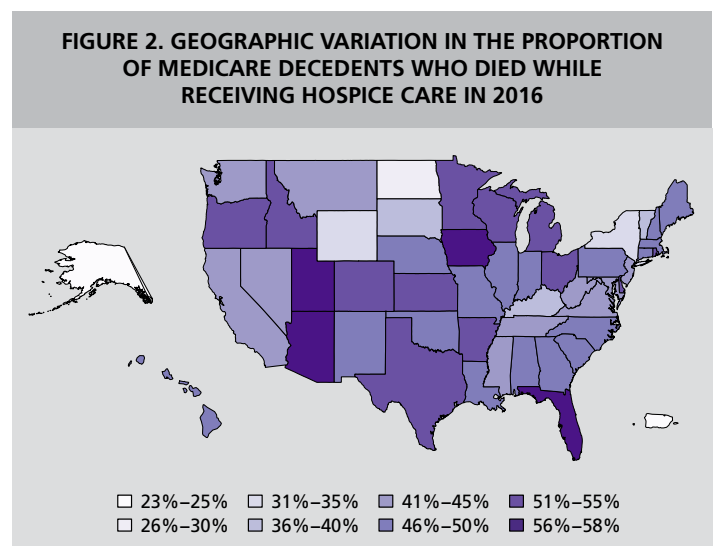 FIGURE 2. GEOGRAPHIC VARIATION IN THE PROPORTION
OF MEDICARE DECEDENTS WHO DIED WHILE
RECEIVING HOSPICE CARE IN 2016
23%–25% 31%–35% 41%–45% 51%–55%
26%–30% 36%–40% 46%–50% 56%–58%